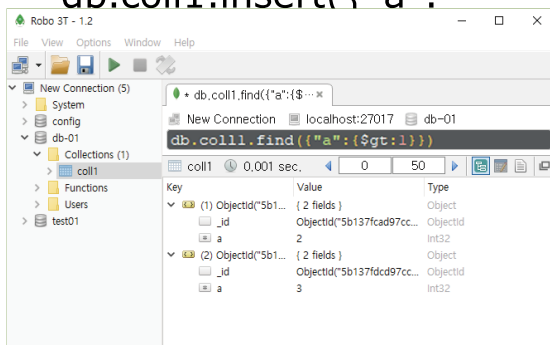 db.coll1.insert({ "a":
Robo 3T - 1.2
File View Options Window Help
New Connection (5)
System
config
db-01
Collections (1)
coll1
Functions
Users
test01
db.coll1.find({"a":{$ ···
New Connection localhost:27017 db-01
db.coll1.find({"a":{$gt:1}})
coll1 0,001 sec, 0 50
Key Value Type
(1) ObjectId("5b1... { 2 fields } Object
_id ObjectId("5b137fcad97cc... ObjectId
a 2 Int32
(2) ObjectId("5b1... { 2 fields } Object
_id ObjectId("5b137fdcd97cc... ObjectId
a 3 Int32